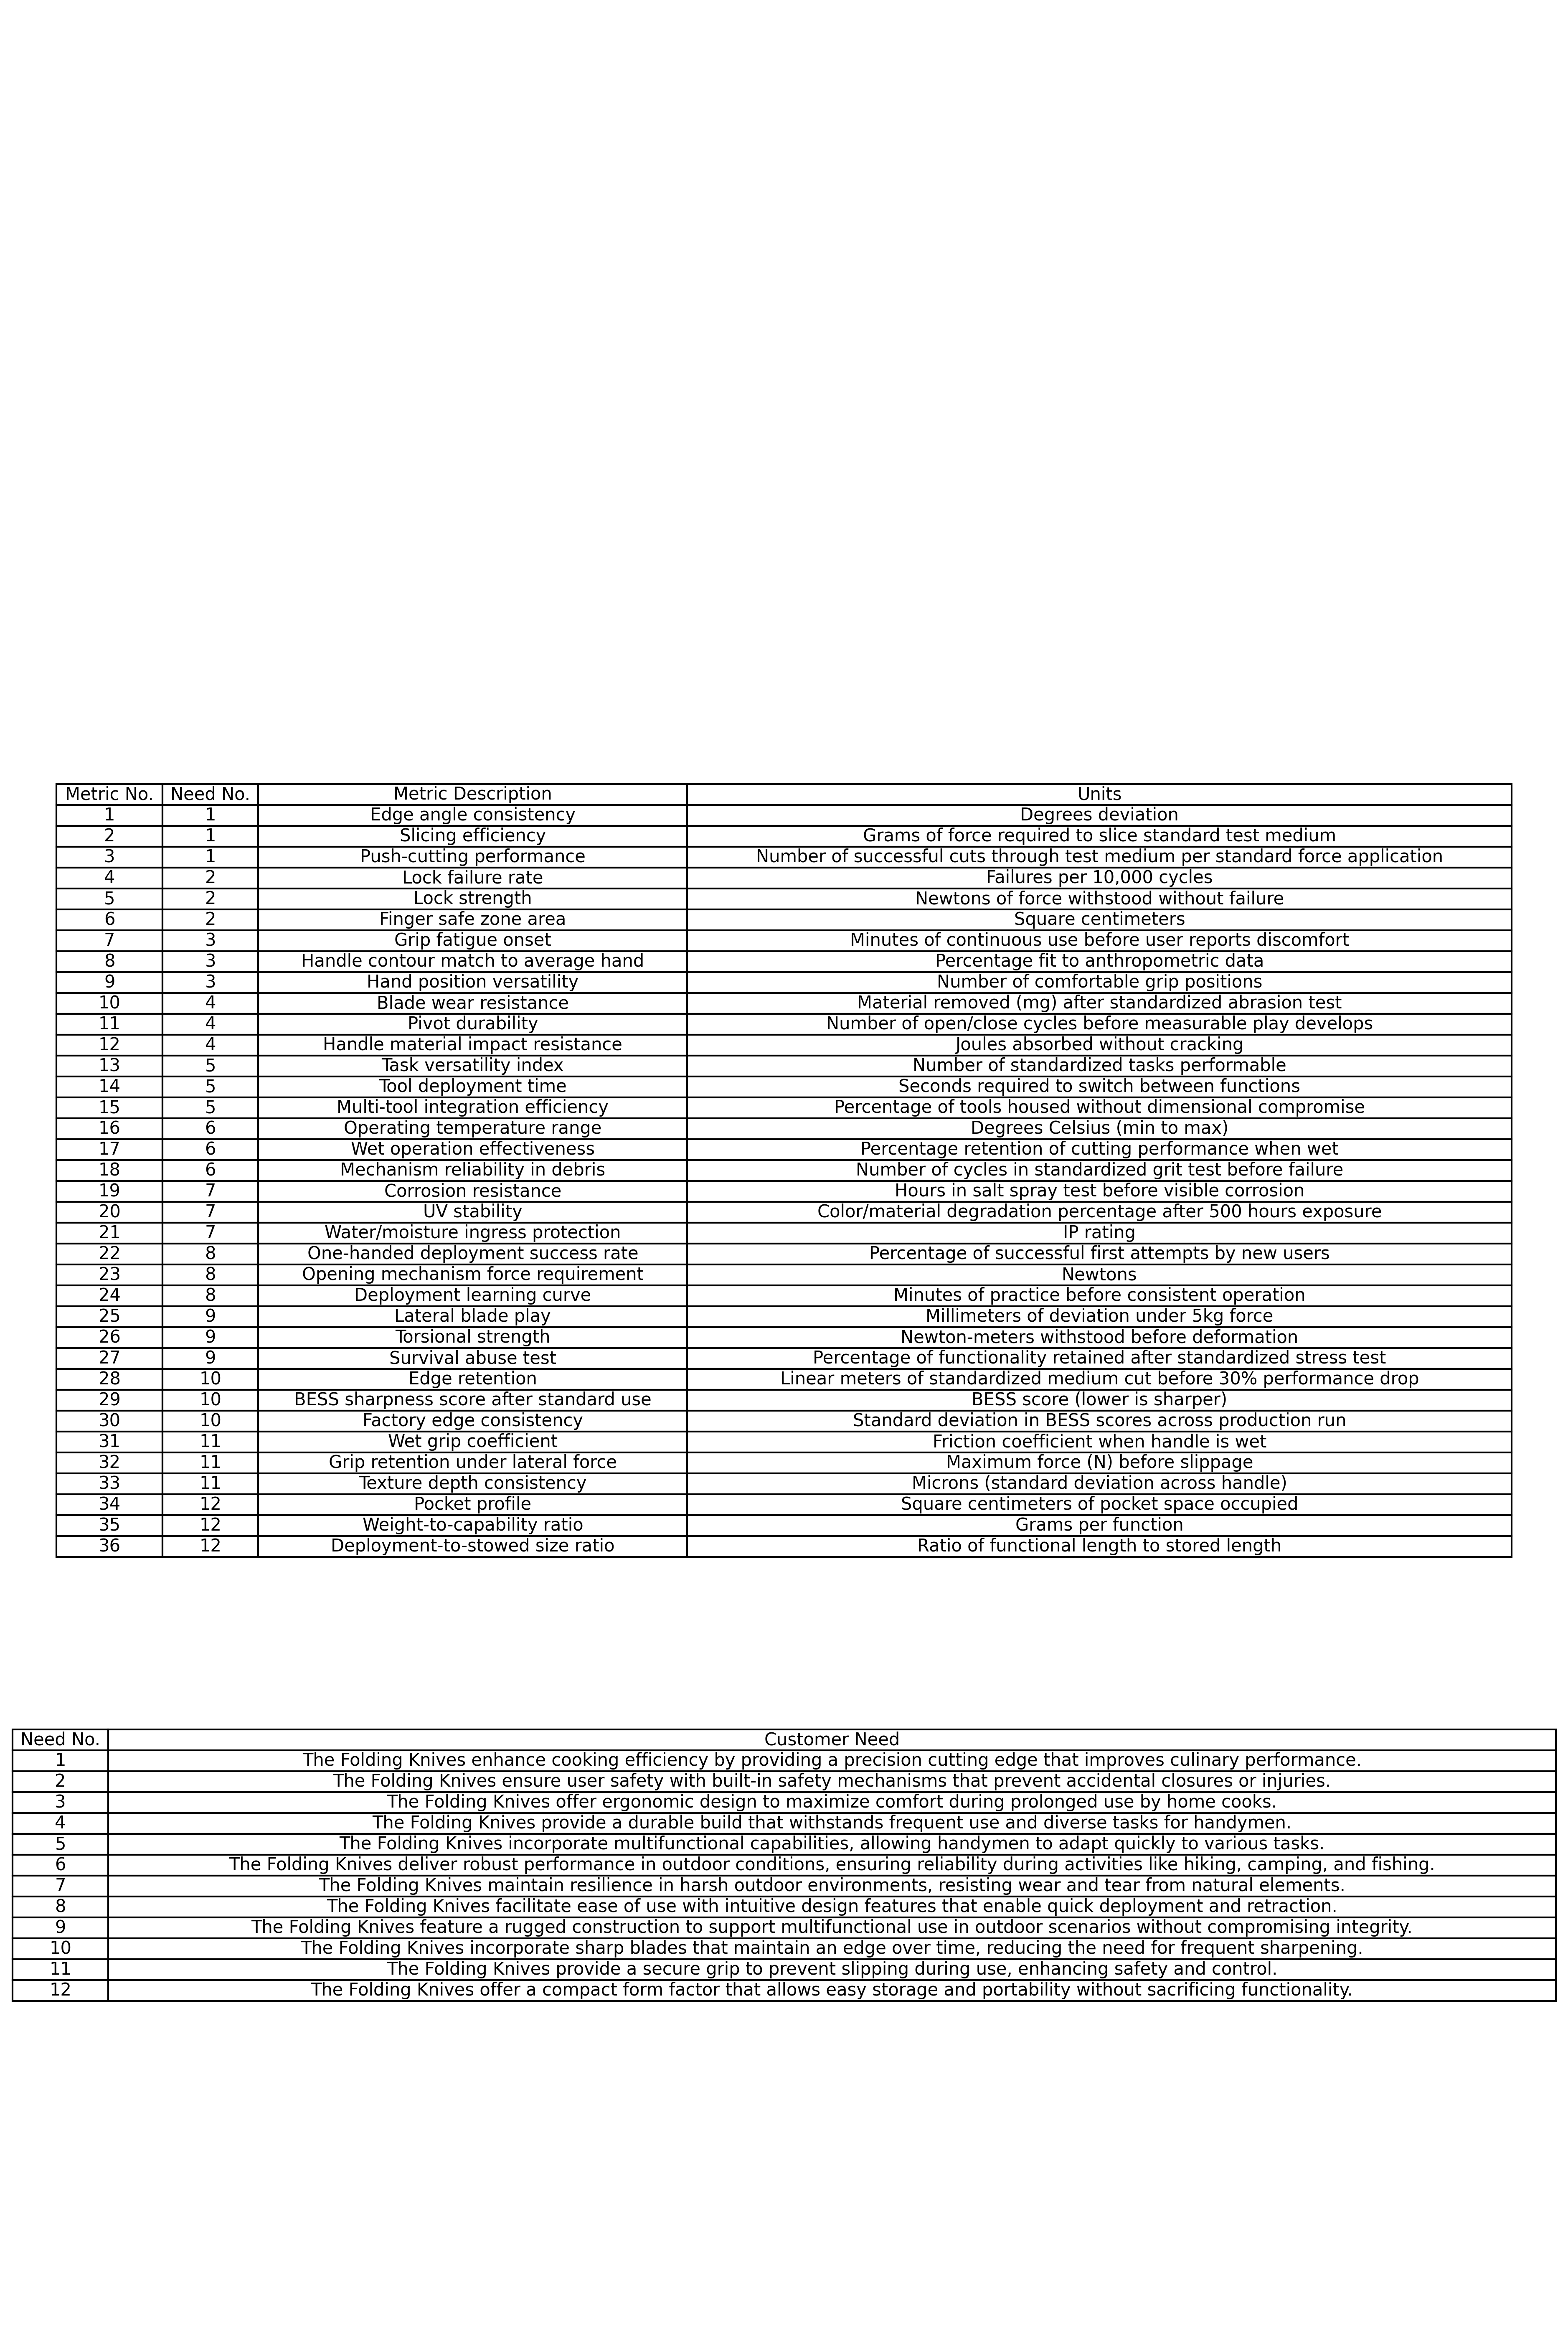 Metric No. Need No. Metric Description Units
1 1 Edge angle consistency Degrees deviation
2 1 Slicing efficiency Grams of force required to slice standard test medium
3 1 Push-cutting performance Number of successful cuts through test medium per standard force application
4 2 Lock failure rate Failures per 10,000 cycles
5 2 Lock strength Newtons of force withstood without failure
6 2 Finger safe zone area Square centimeters
7 3 Grip fatigue onset Minutes of continuous use before user reports discomfort
8 3 Handle contour match to average hand Percentage fit to anthropometric data
9 3 Hand position versatility Number of comfortable grip positions
10 4 Blade wear resistance Material removed (mg) after standardized abrasion test
11 4 Pivot durability Number of open/close cycles before measurable play develops
12 4 Handle material impact resistance Joules absorbed without cracking
13 5 Task versatility index Number of standardized tasks performable
14 5 Tool deployment time Seconds required to switch between functions
15 5 Multi-tool integration efficiency Percentage of tools housed without dimensional compromise
16 6 Operating temperature range Degrees Celsius (min to max)
17 6 Wet operation effectiveness Percentage retention of cutting performance when wet
18 6 Mechanism reliability in debris Number of cycles in standardized grit test before failure
19 7 Corrosion resistance Hours in salt spray test before visible corrosion
20 7 UV stability Color/material degradation percentage after 500 hours exposure
21 7 Water/moisture ingress protection IP rating
22 8 One-handed deployment success rate Percentage of successful first attempts by new users
23 8 Opening mechanism force requirement Newtons
24 8 Deployment learning curve Minutes of practice before consistent operation
25 9 Lateral blade play Millimeters of deviation under 5kg force
26 9 Torsional strength Newton-meters withstood before deformation
27 9 Survival abuse test Percentage of functionality retained after standardized stress test
28 10 Edge retention Linear meters of standardized medium cut before 30% performance drop
29 10 BESS sharpness score after standard use BESS score (lower is sharper)
30 10 Factory edge consistency Standard deviation in BESS scores across production run
31 11 Wet grip coefficient Friction coefficient when handle is wet
32 11 Grip retention under lateral force Maximum force (N) before slippage
33 11 Texture depth consistency Microns (standard deviation across handle)
34 12 Pocket profile Square centimeters of pocket space occupied
35 12 Weight-to-capability ratio Grams per function
36 12 Deployment-to-stowed size ratio Ratio of functional length to stored length
Need No. Customer Need
1 The Folding Knives enhance cooking efficiency by providing a precision cutting edge that improves culinary performance.
2 The Folding Knives ensure user safety with built-in safety mechanisms that prevent accidental closures or injuries.
3 The Folding Knives offer ergonomic design to maximize comfort during prolonged use by home cooks.
4 The Folding Knives provide a durable build that withstands frequent use and diverse tasks for handymen.
5 The Folding Knives incorporate multifunctional capabilities, allowing handymen to adapt quickly to various tasks.
6 The Folding Knives deliver robust performance in outdoor conditions, ensuring reliability during activities like hiking, camping, and fishing.
7 The Folding Knives maintain resilience in harsh outdoor environments, resisting wear and tear from natural elements.
8 The Folding Knives facilitate ease of use with intuitive design features that enable quick deployment and retraction.
9 The Folding Knives feature a rugged construction to support multifunctional use in outdoor scenarios without compromising integrity.
10 The Folding Knives incorporate sharp blades that maintain an edge over time, reducing the need for frequent sharpening.
11 The Folding Knives provide a secure grip to prevent slipping during use, enhancing safety and control.
12 The Folding Knives offer a compact form factor that allows easy storage and portability without sacrificing functionality.